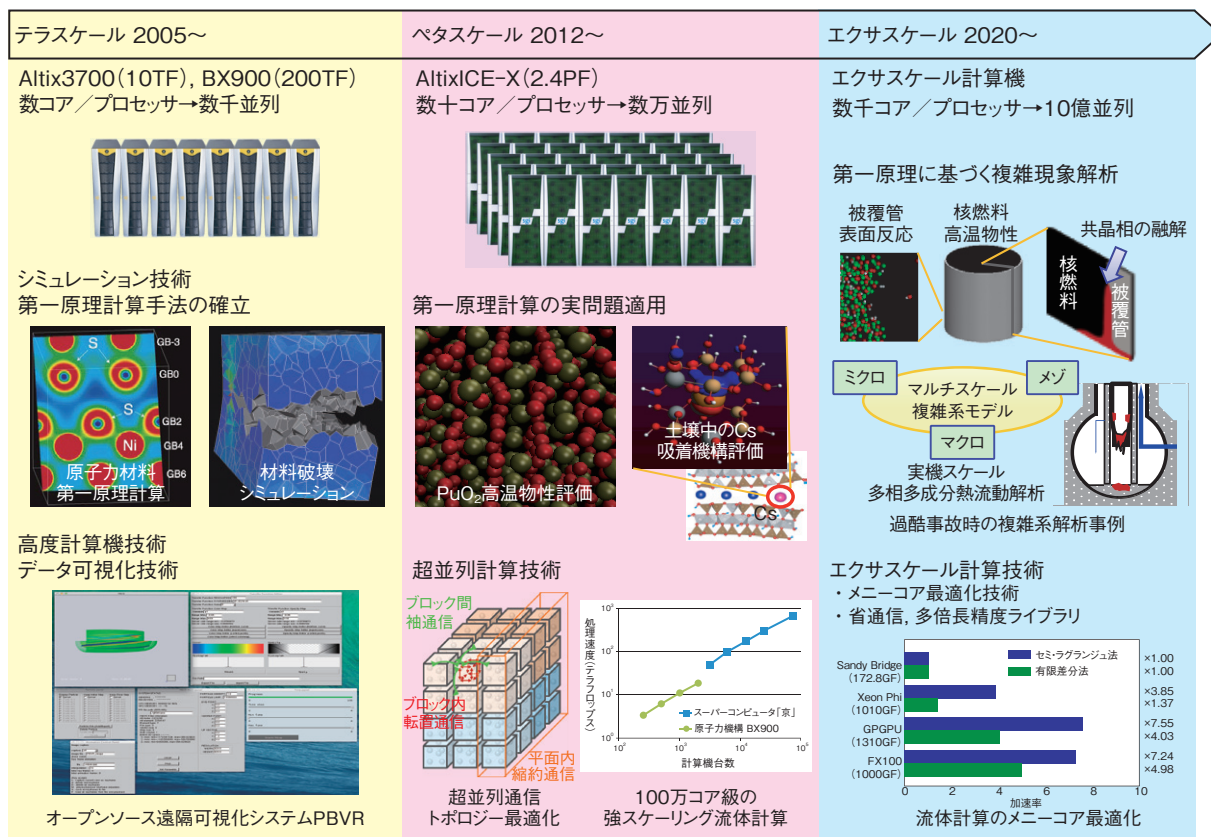 テラスケール 2005〜
ペタスケール 2012〜
エクサスケール 2020〜
Altix3700(10TF), BX900(200TF)
数コア／プロセッサ→数千並列
シミュレーション技術
第一原理計算手法の確立
S
GB-3
GB0
S
GB2
Ni
GB4
GB6
原子力材料
第一原理計算
材料破壊
シミュレーション
高度計算機技術
データ可視化技術
オープンソース遠隔可視化システムPBVR
AltixICE-X(2.4PF)
数十コア／プロセッサ→数万並列
第一原理計算の実問題適用
PuO₂高温物性評価
土壌中のCs
吸着機構評価
Cs
超並列計算技術
ブロック間
袖通信
ブロック内
転置通信
平面内
縮約通信
超並列通信
トポロジー最適化
処理速度(テラフロップス)
10³
10²
10¹
10⁰
スーパーコンピュータ「京」
原子力機構 BX900
10²
10³
10⁴
10⁵
計算機台数
100万コア級の
強スケーリング流体計算
エクサスケール計算機
数千コア／プロセッサ→10億並列
第一原理に基づく複雑現象解析
被覆管
表面反応
核燃料
高温物性
共晶相の融解
核燃料
被覆管
ミクロ
メゾ
マルチスケール
複雑系モデル
マクロ
実機スケール
多相多成分熱流動解析
過酷事故時の複雑系解析事例
エクサスケール計算技術
・メニーコア最適化技術
・省通信, 多倍長精度ライブラリ
セミ・ラグランジュ法
有限差分法
Sandy Bridge
(172.8GF)
×1.00
×1.00
Xeon Phi
(1010GF)
×3.85
×1.37
GPGPU
(1310GF)
×7.55
×4.03
FX100
(1000GF)
×7.24
×4.98
0
2
4
6
8
10
加速率
流体計算のメニーコア最適化